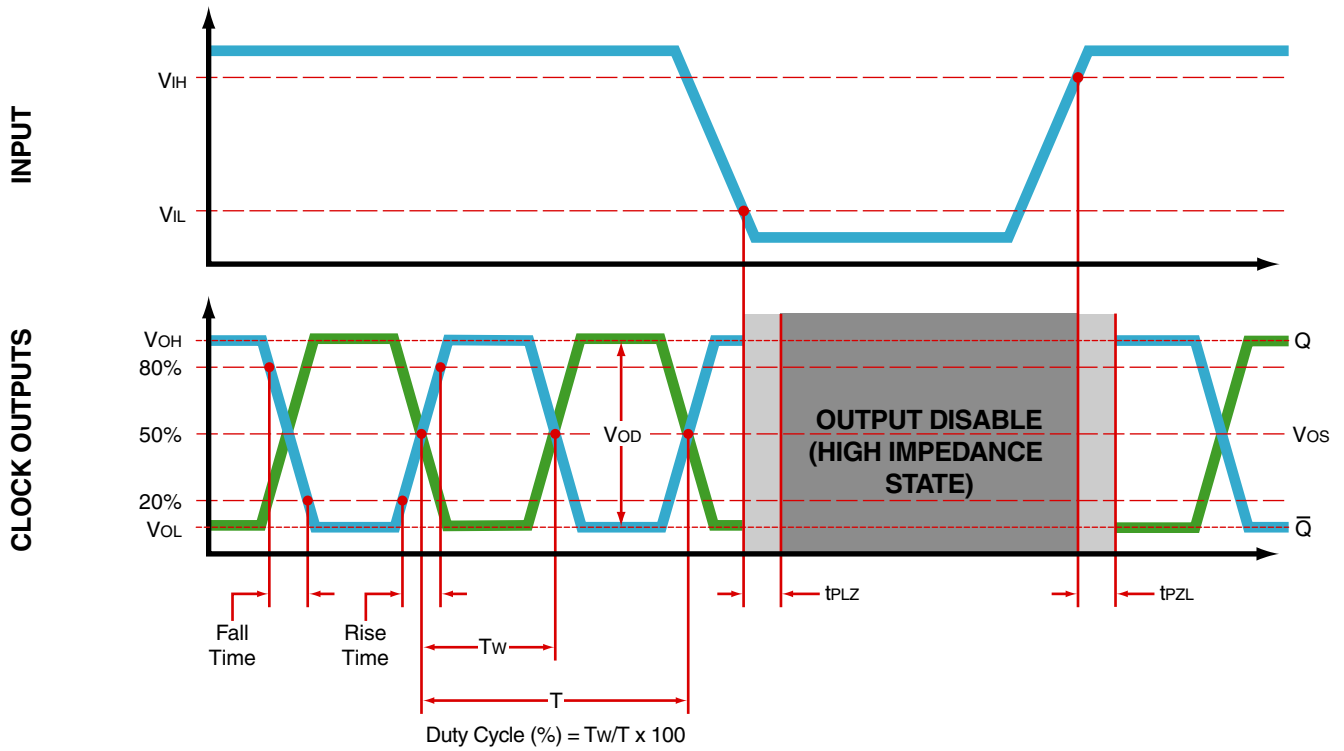 INPUT
VIH
VIL
CLOCK OUTPUTS
VOH
80%
50%
20%
VOL
VOD
OUTPUT DISABLE
(HIGH IMPEDANCE
STATE)
Q
VOS
Q̅
Fall
Time
Rise
Time
TW
T
tPLZ
tPZL
Duty Cycle (%) = TW/T x 100